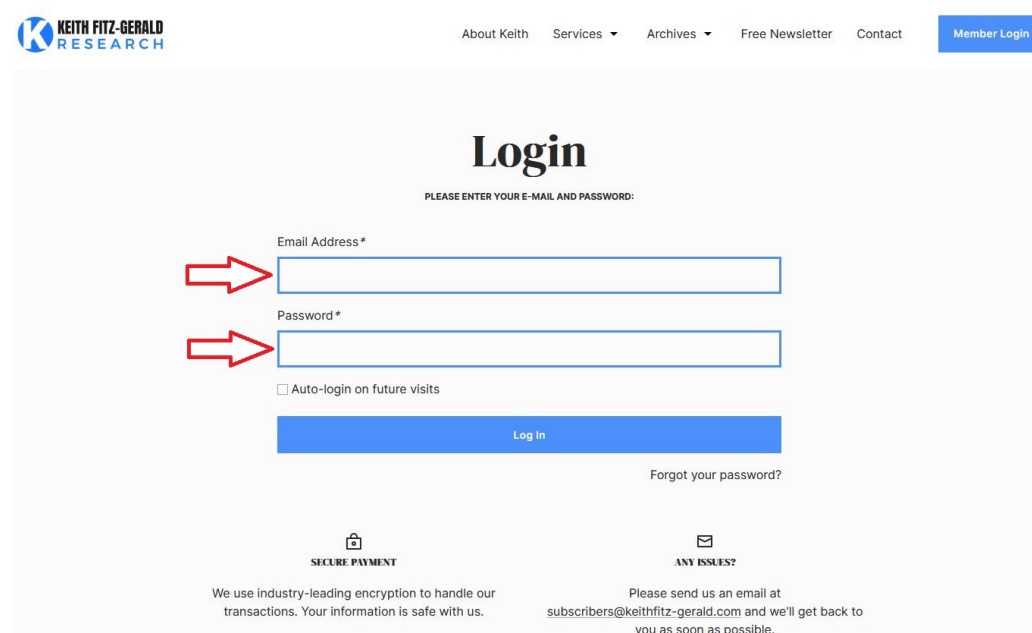 KEITH FITZ-GERALD
RESEARCH
About Keith Services Archives Free Newsletter Contact Member Login
Login
PLEASE ENTER YOUR E-MAIL AND PASSWORD:
Email Address*
Password*
Auto-login on future visits
Log In
Forgot your password?
SECURE PAYMENT
We use industry-leading encryption to handle our
transactions. Your information is safe with us.
ANY ISSUES?
Please send us an email at
subscribers@keithfitz-gerald.com and we'll get back to
you as soon as possible.